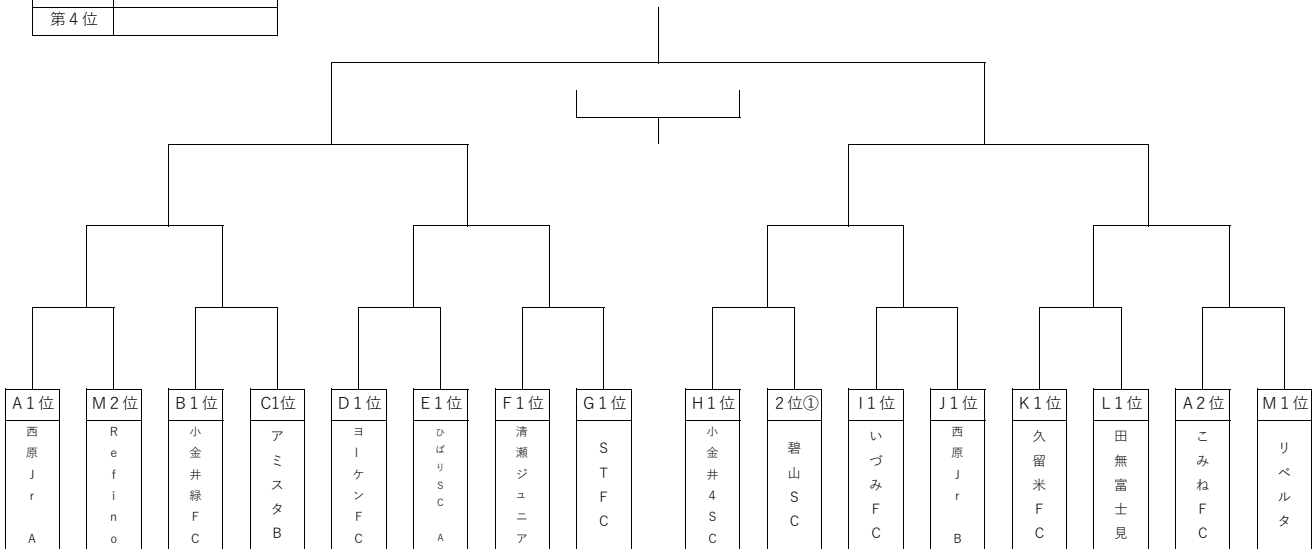 第４位
A１位 M２位 B１位 C1位 D１位 E１位 F１位 G１位 H１位 2位① I１位 J１位 K１位 L１位 A２位 M１位
西原Jr A
Refino
小金井緑FC
アミスタB
ヨーケンFC
ひばりSC A
清瀬ジュニア
STFC
小金井4SC
碧山SC
いづみFC
西原Jr B
久留米FC
田無富士見
こみねFC
リベルタ